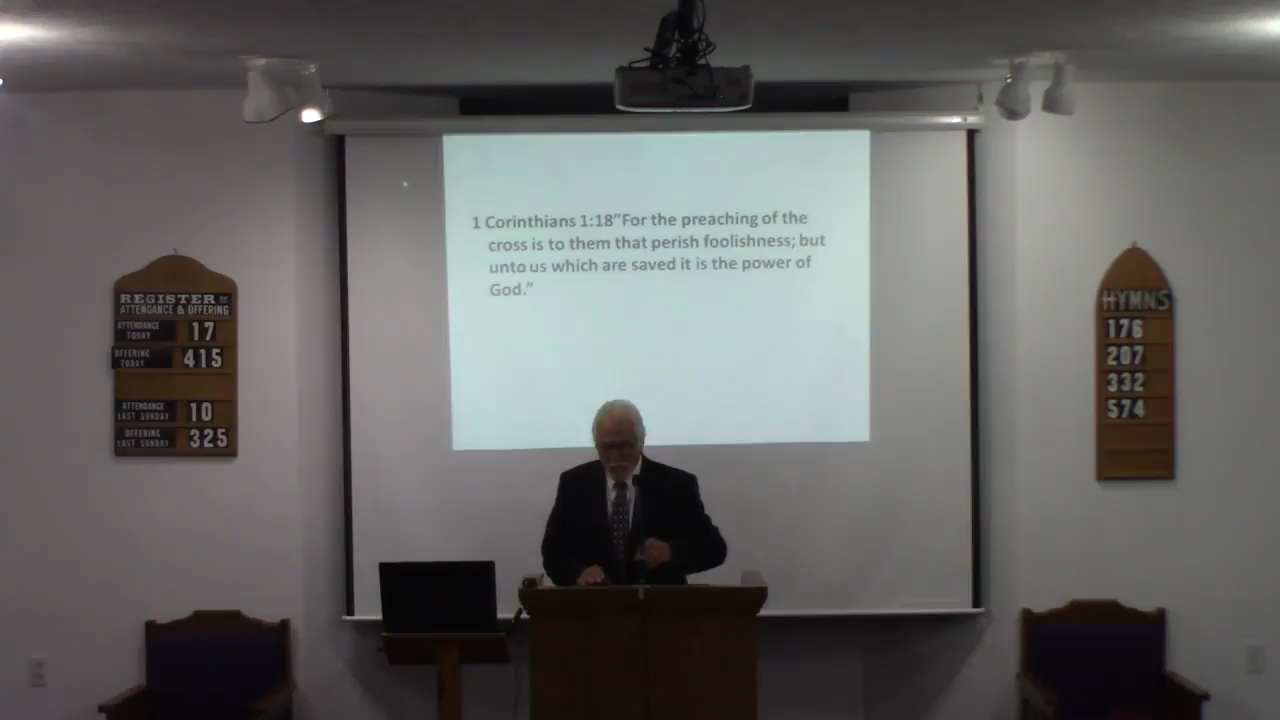 1 Corinthians 1:18"For the preaching of the
cross is to them that perish foolishness; but
unto us which are saved it is the power of
God."
REGISTER OF
ATTENDANCE & OFFERING
ATTENDANCE
TODAY 17
OFFERING
TODAY 415
ATTENDANCE
LAST SUNDAY 10
OFFERING
LAST SUNDAY 325
HYMNS
176
207
332
574